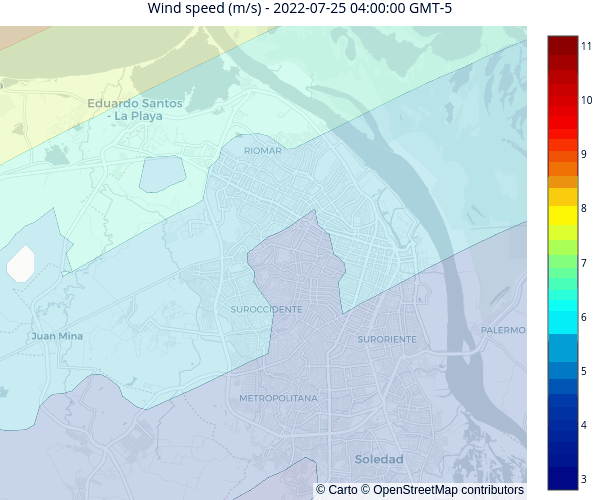 Wind speed (m/s) - 2022-07-25 04:00:00 GMT-5
11
10
9
8
7
6
5
4
3
Eduardo Santos
- La Playa
RIOMAR
SUROCCIDENTE
Juan Mina
SURORIENTE
PALERMO
METROPOLITANA
Soledad
© Carto © OpenStreetMap contributors